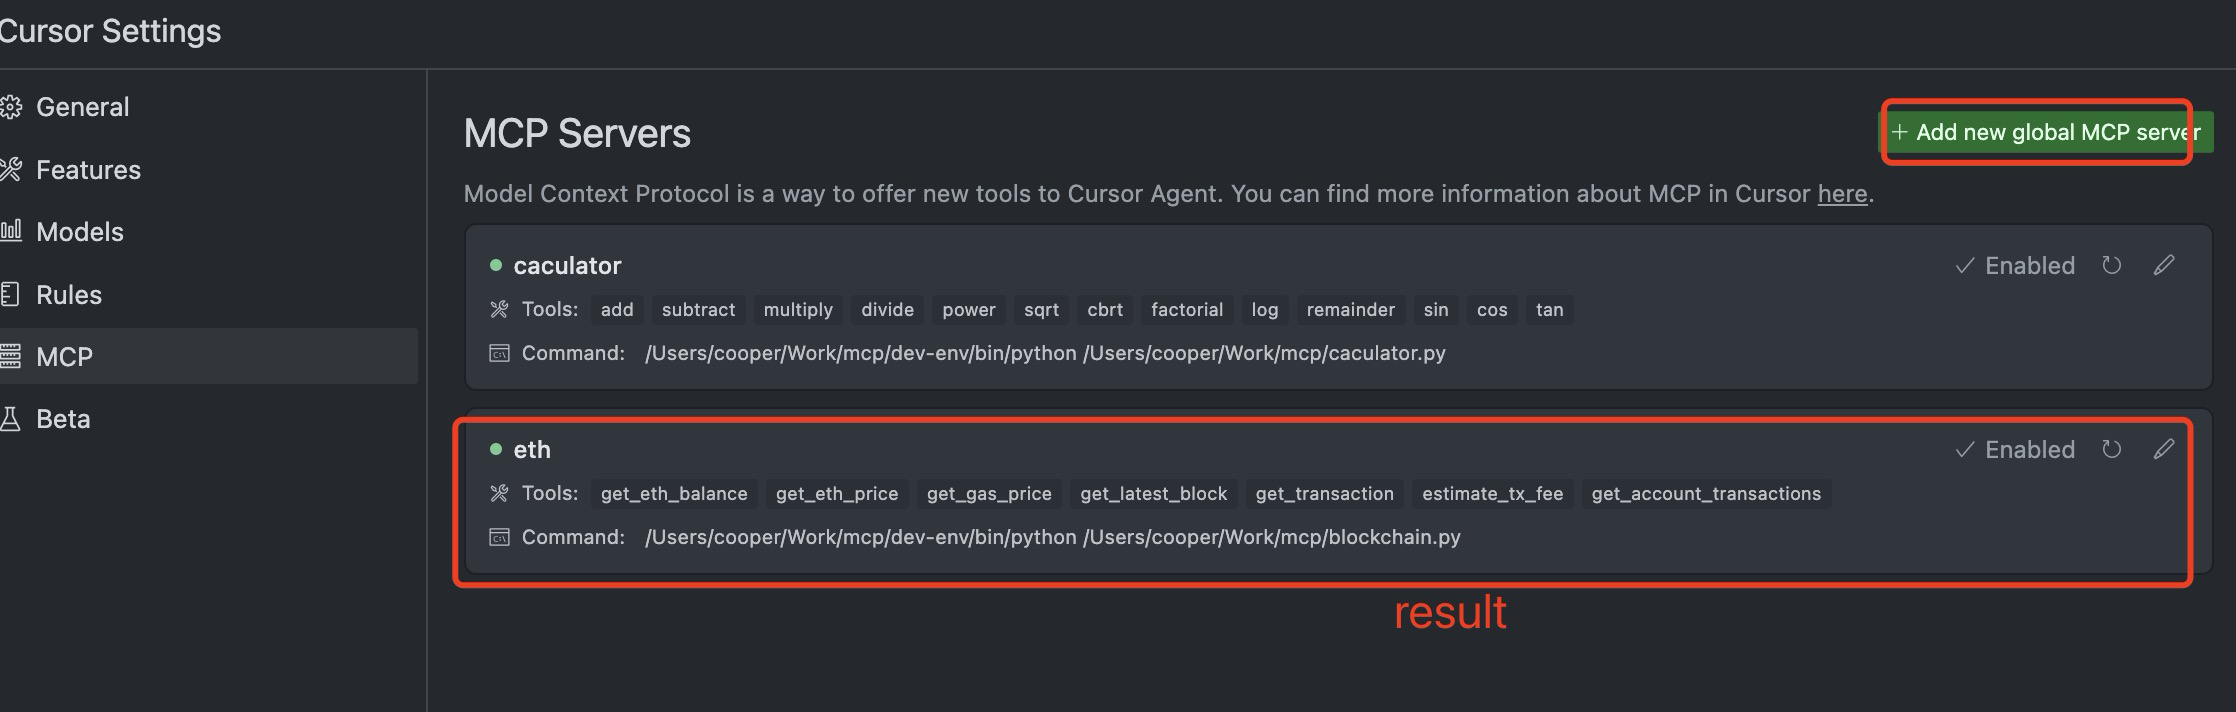 Cursor Settings
General
Features
Models
Rules
MCP
Beta
MCP Servers
+ Add new global MCP server
Model Context Protocol is a way to offer new tools to Cursor Agent. You can find more information about MCP in Cursor here.
caculator
Enabled
Tools: add subtract multiply divide power sqrt cbrt factorial log remainder sin cos tan
Command: /Users/cooper/Work/mcp/dev-env/bin/python /Users/cooper/Work/mcp/caculator.py
eth
Enabled
Tools: get_eth_balance get_eth_price get_gas_price get_latest_block get_transaction estimate_tx_fee get_account_transactions
Command: /Users/cooper/Work/mcp/dev-env/bin/python /Users/cooper/Work/mcp/blockchain.py
result